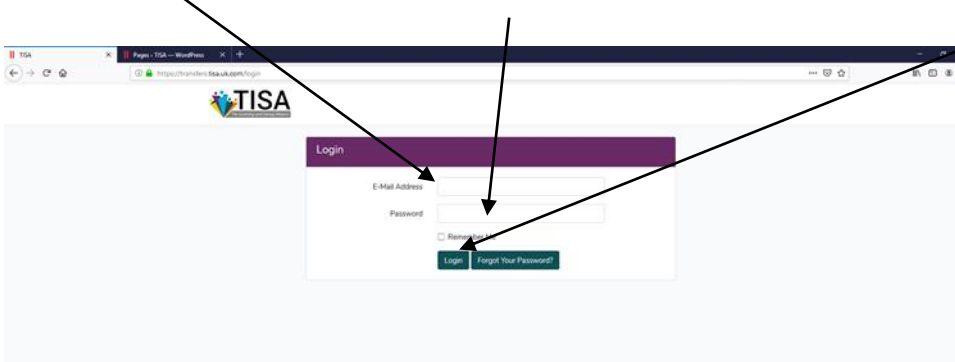 TISA
Pages - TISA — WordPress
https://transfers.tisa.uk.com/login
TISA
Login
E-Mail Address
Password
Remember Me
Login
Forgot Your Password?